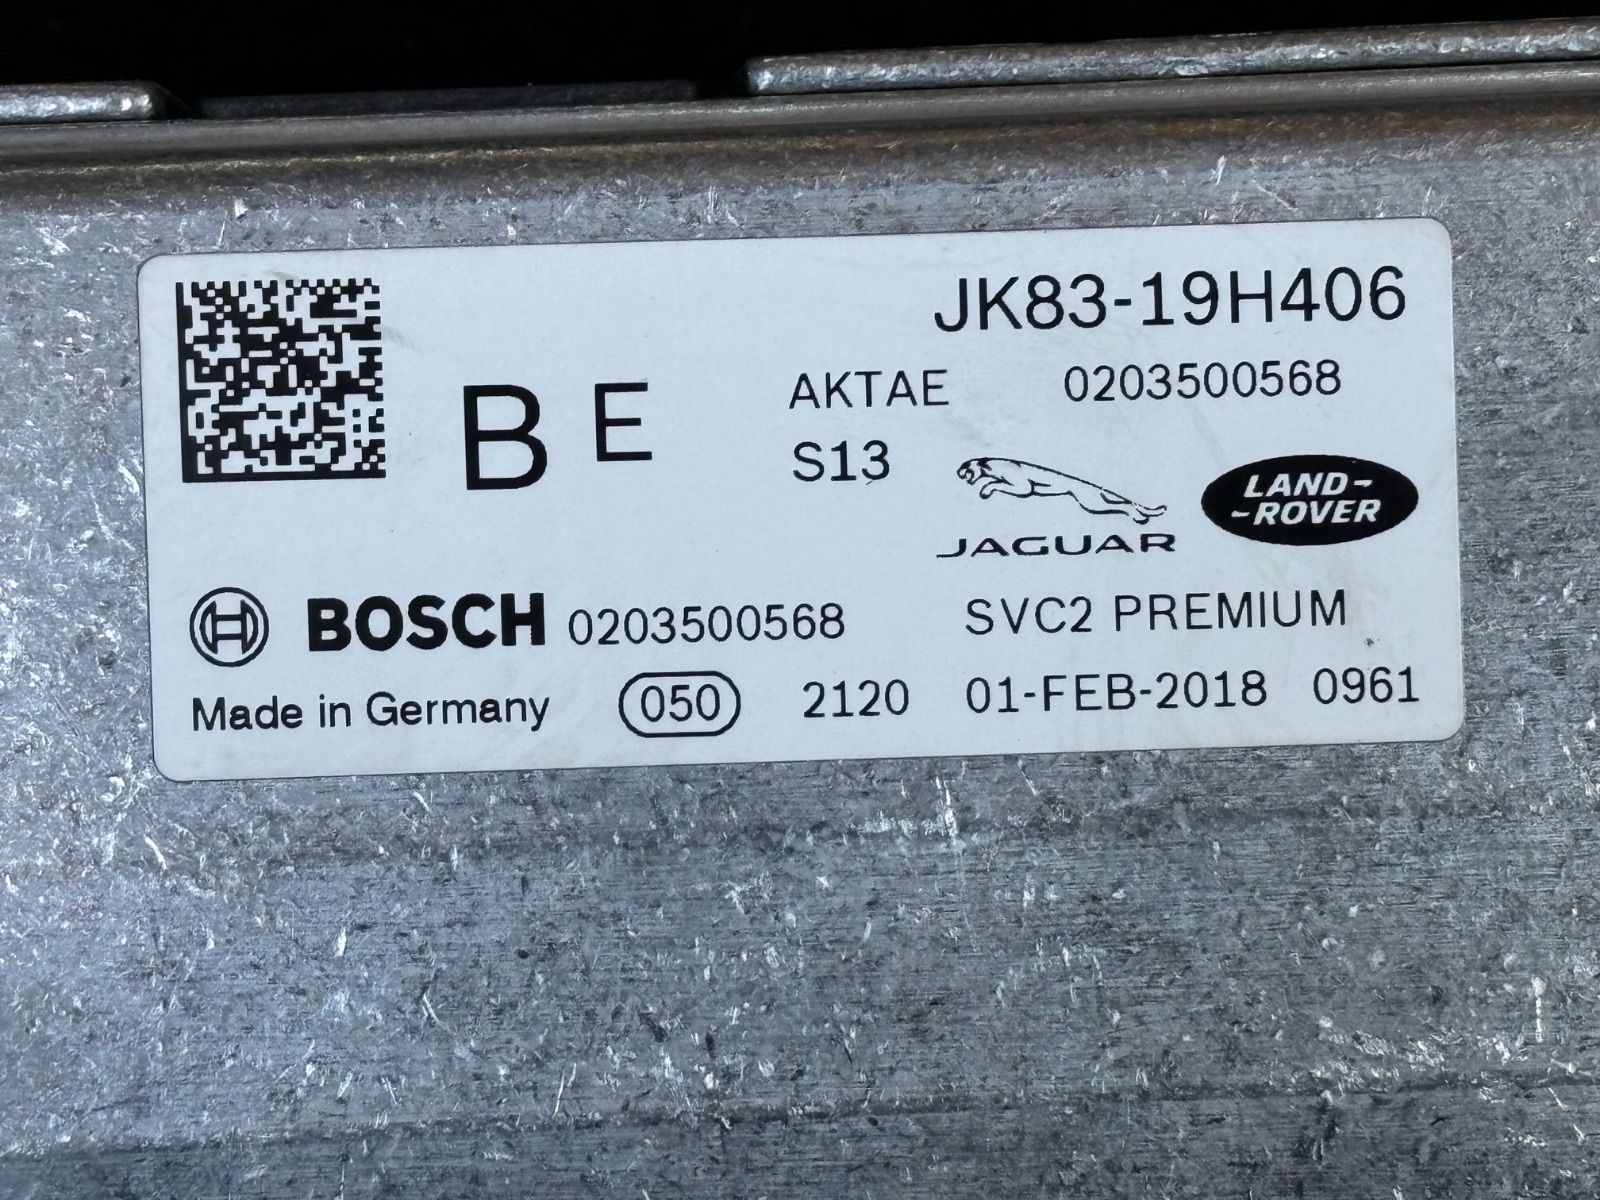 JK83-19H406
B E AKTAE 0203500568
S13
JAGUAR LAND-
-ROVER
BOSCH 0203500568 SVC2 PREMIUM
Made in Germany 050 2120 01-FEB-2018 0961